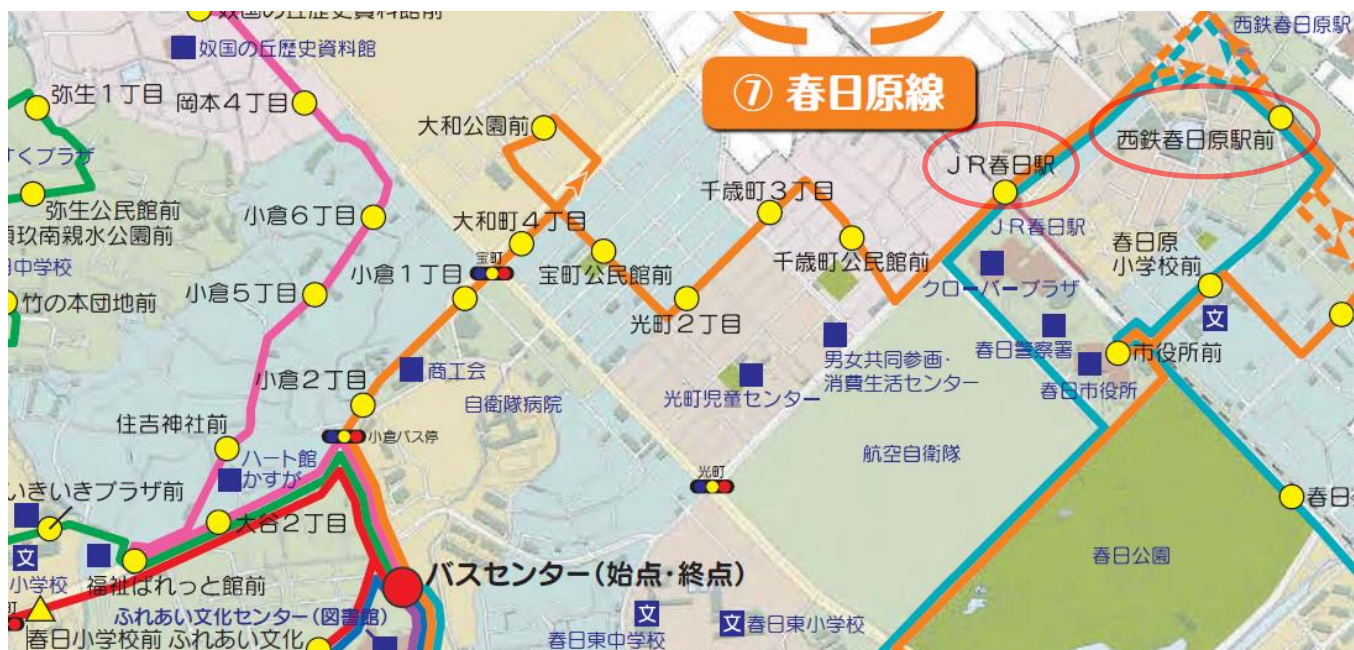 奴国の丘歴史資料館前
西鉄春日原駅
奴国の丘歴史資料館
⑦ 春日原線
弥生1丁目
岡本4丁目
大和公園前
西鉄春日原駅前
すくプラザ
JR春日駅
弥生公民館前
小倉6丁目
大和町4丁目
千歳町3丁目
JR春日駅
須玖南親水公園前
春日原
小学校前
日中学校
宝町
小倉1丁目
宝町公民館前
千歳町公民館前
クローバープラザ
竹の本団地前
小倉5丁目
光町2丁目
文
男女共同参画・
消費生活センター
春日警察署
市役所前
商工会
小倉2丁目
自衛隊病院
光町児童センター
春日市役所
住吉神社前
小倉バス停
ハート館
かすが
航空自衛隊
光町
いきいきプラザ前
大谷2丁目
春日
文
小学校
福祉ぱれっと館前
バスセンター(始点・終点)
春日公園
町
ふれあい文化センター(図書館)
文
文 春日東小学校
春日小学校前
ふれあい文化
春日東中学校